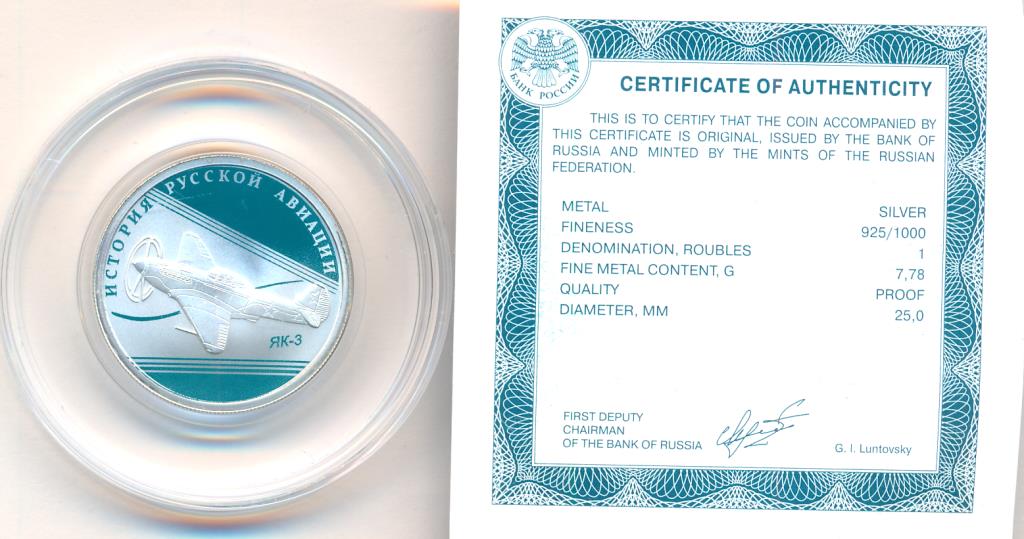 ИСТОРИЯ РУССКОЙ АВИАЦИИ
ЯК-3
БАНК РОССИИ
CERTIFICATE OF AUTHENTICITY
THIS IS TO CERTIFY THAT THE COIN ACCOMPANIED BY
THIS CERTIFICATE IS ORIGINAL, ISSUED BY THE BANK OF
RUSSIA AND MINTED BY THE MINTS OF THE RUSSIAN
FEDERATION.
METAL SILVER
FINENESS 925/1000
DENOMINATION, ROUBLES 1
FINE METAL CONTENT, G 7,78
QUALITY PROOF
DIAMETER, MM 25,0
FIRST DEPUTY
CHAIRMAN
OF THE BANK OF RUSSIA G. I. Luntovsky